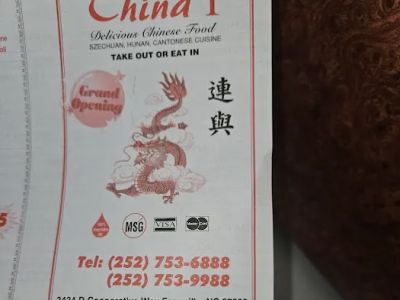 China 1
Delicious Chinese Food
SZECHUAN, HUNAN, CANTONESE CUISINE
TAKE OUT OR EAT IN
Grand
Opening
連
興
MSG
VISA
MasterCard
Tel: (252) 753-6888
(252) 753-9988